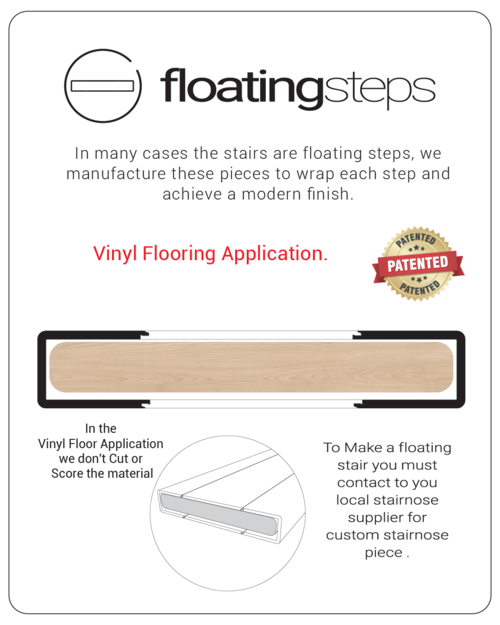 floatingsteps
In many cases the stairs are floating steps, we
manufacture these pieces to wrap each step and
achieve a modern finish.
Vinyl Flooring Application.
PATENTED
PATENTED
PATENTED
In the
Vinyl Floor Application
we don't Cut or
Score the material
To Make a floating
stair you must
contact to you
local stairnose
supplier for
custom stairnose
piece .